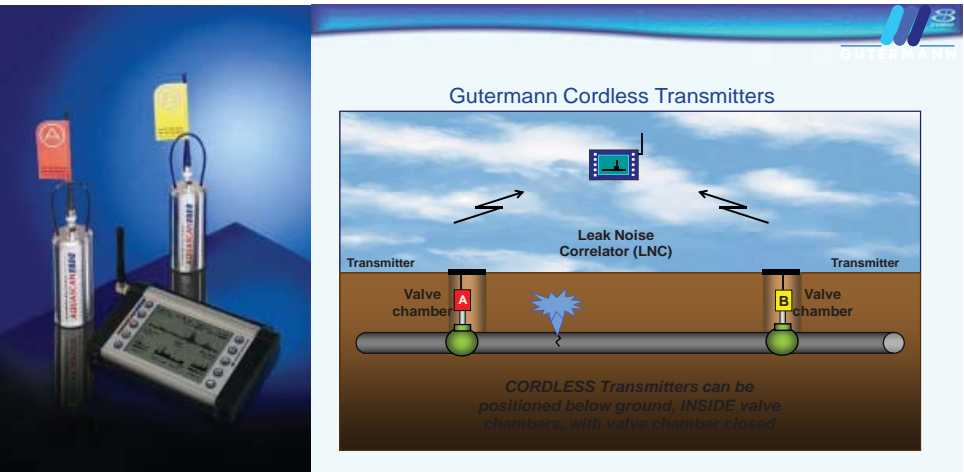 A
AQUASCAN
GUTERMANN
Gutermann Cordless Transmitters
Leak Noise
Correlator (LNC)
Transmitter
Transmitter
Valve
chamber
A
B
Valve
chamber
CORDLESS Transmitters can be
positioned below ground, INSIDE valve
chambers, with valve chamber closed